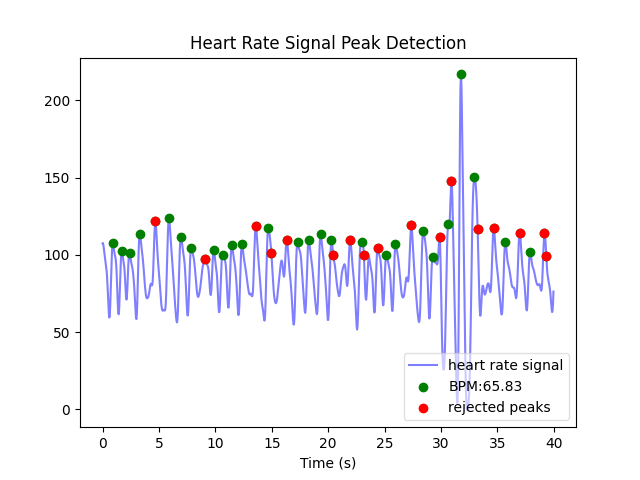 Heart Rate Signal Peak Detection
200
150
100
50
0
heart rate signal
BPM:65.83
rejected peaks
0 5 10 15 20 25 30 35 40
Time (s)